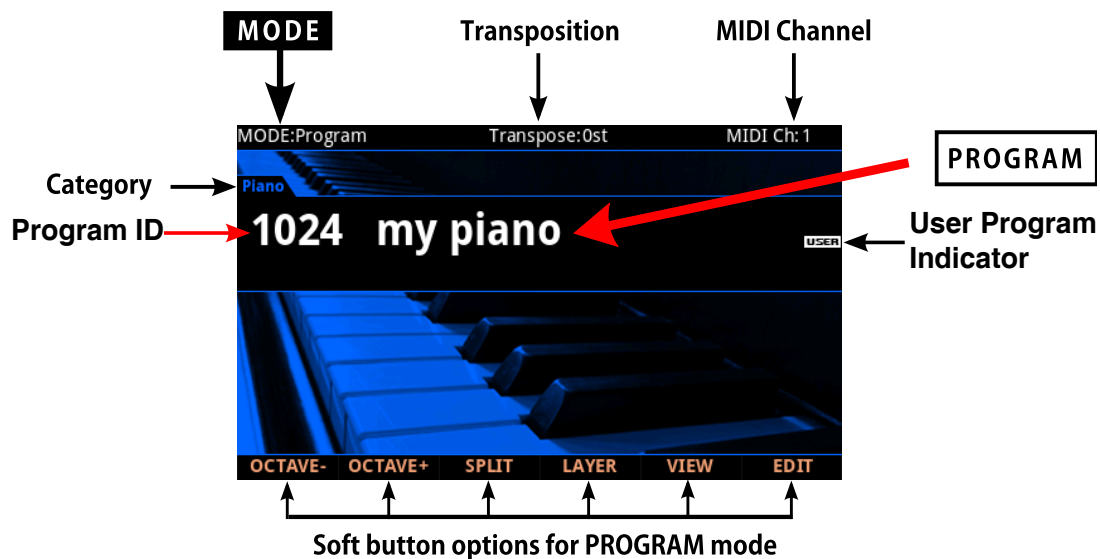 MODE
Transposition
MIDI Channel
MODE:Program
Transpose:0st
MIDI Ch:1
PROGRAM
Category
Piano
Program ID
1024 my piano
USER
User Program
Indicator
OCTAVE- OCTAVE+ SPLIT LAYER VIEW EDIT
Soft button options for PROGRAM mode